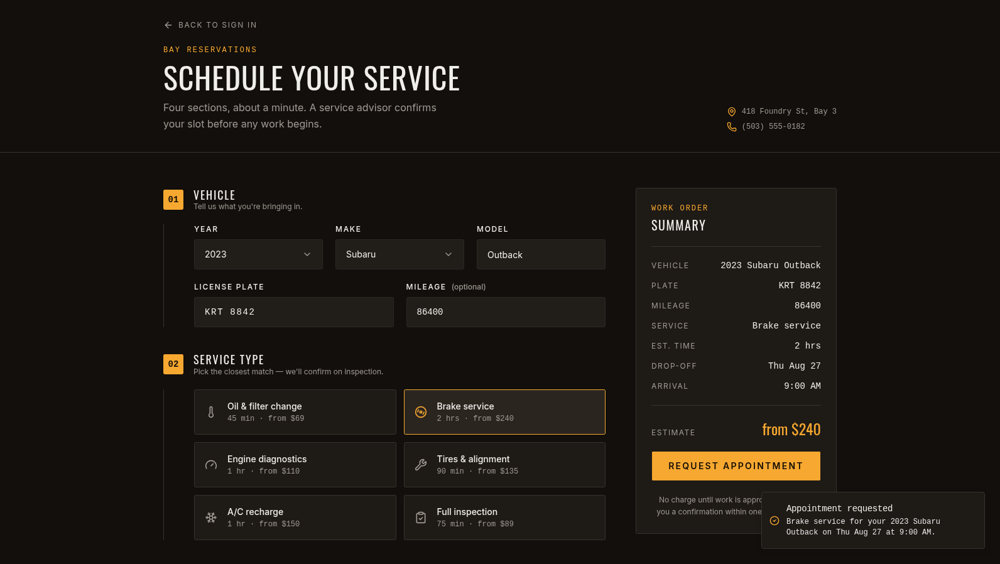 BACK TO SIGN IN
BAY RESERVATIONS
SCHEDULE YOUR SERVICE
Four sections, about a minute. A service advisor confirms
your slot before any work begins.
418 Foundry St, Bay 3
(503) 555-0182
01
VEHICLE
Tell us what you're bringing in.
YEAR
MAKE
MODEL
2023
Subaru
Outback
LICENSE PLATE
MILEAGE (optional)
KRT 8842
86400
02
SERVICE TYPE
Pick the closest match — we'll confirm on inspection.
Oil & filter change
45 min · from $69
Brake service
2 hrs · from $240
Engine diagnostics
1 hr · from $110
Tires & alignment
90 min · from $135
A/C recharge
1 hr · from $150
Full inspection
75 min · from $89
WORK ORDER
SUMMARY
VEHICLE 2023 Subaru Outback
PLATE KRT 8842
MILEAGE 86400
SERVICE Brake service
EST. TIME 2 hrs
DROP-OFF Thu Aug 27
ARRIVAL 9:00 AM
ESTIMATE from $240
REQUEST APPOINTMENT
No charge until work is
you a confirmation within one
Appointment requested
Brake service for your 2023 Subaru
Outback on Thu Aug 27 at 9:00 AM.